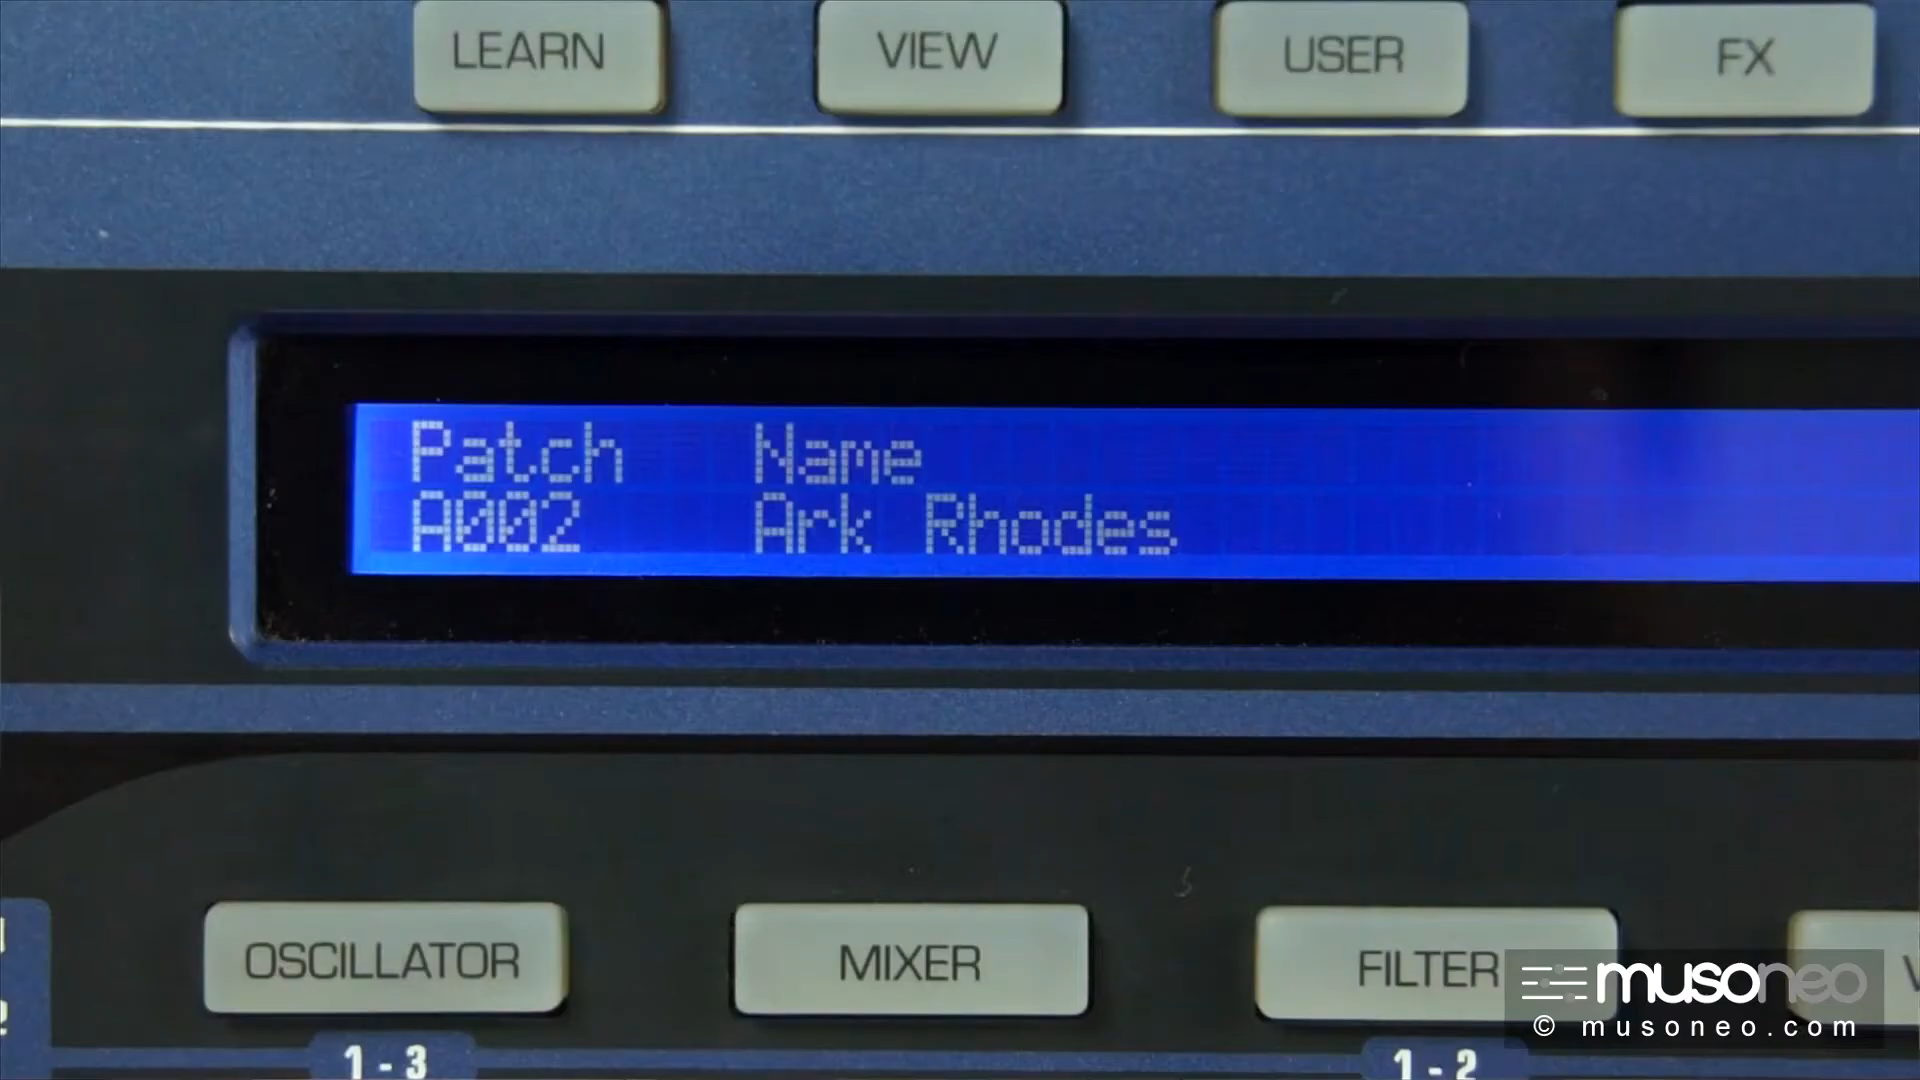 LEARN VIEW USER FX
Patch Name
A002 Ark Rhodes
OSCILLATOR MIXER FILTER
musoneo
© musoneo.com
1-3 1-2